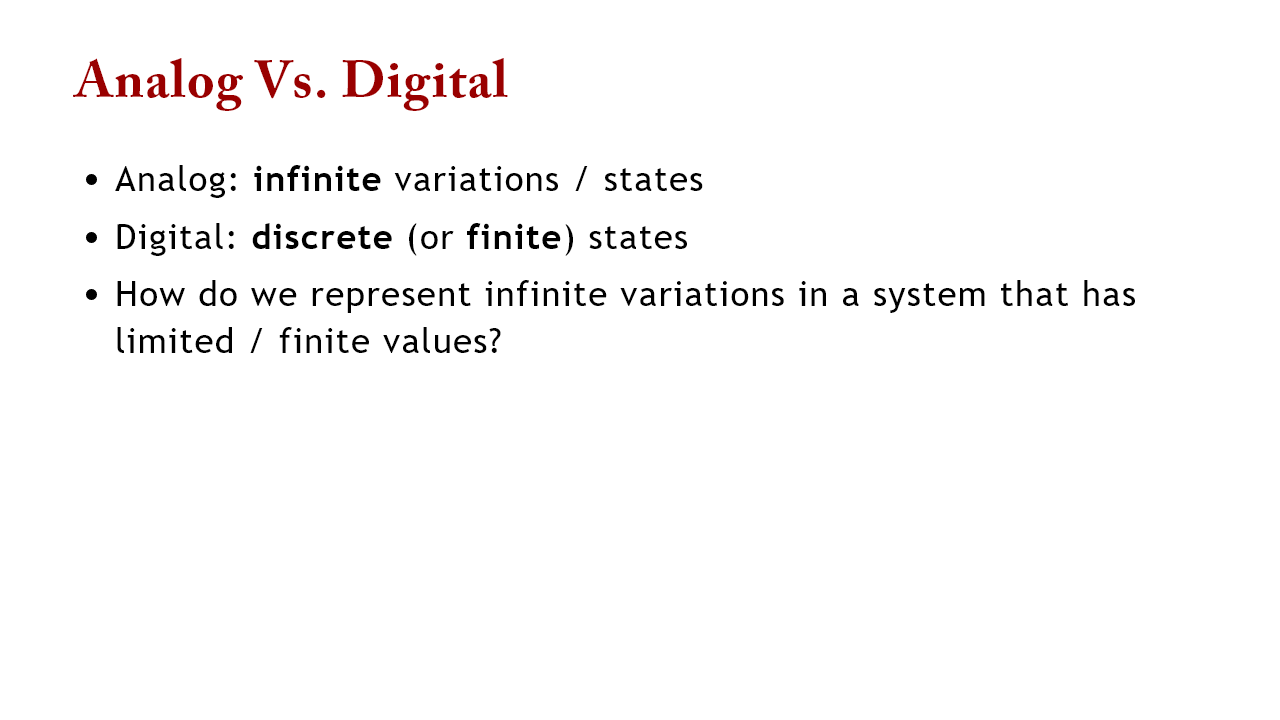 Analog Vs. Digital
• Analog: infinite variations / states
• Digital: discrete (or finite) states
• How do we represent infinite variations in a system that has
limited / finite values?